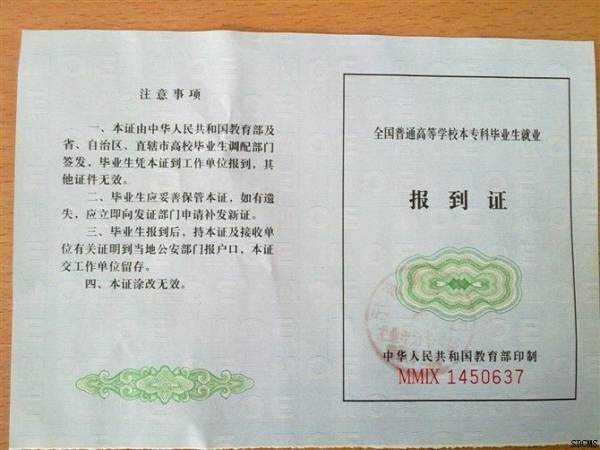 注意事项
一、本证由中华人民共和国教育部及
省、自治区、直辖市高校毕业生调配部门
签发，毕业生凭本证到工作单位报到，其
他证件无效。
二、毕业生应妥善保管本证，如有遗
失，应立即向发证部门申请补发新证。
三、毕业生报到后，持本证及接收单
位有关证明到当地公安部门报户口，本证
交工作单位留存。
四、本证涂改无效。
全国普通高等学校本专科毕业生就业
报到证
中华人民共和国教育部印制
MMIX 1450637
SDCMS